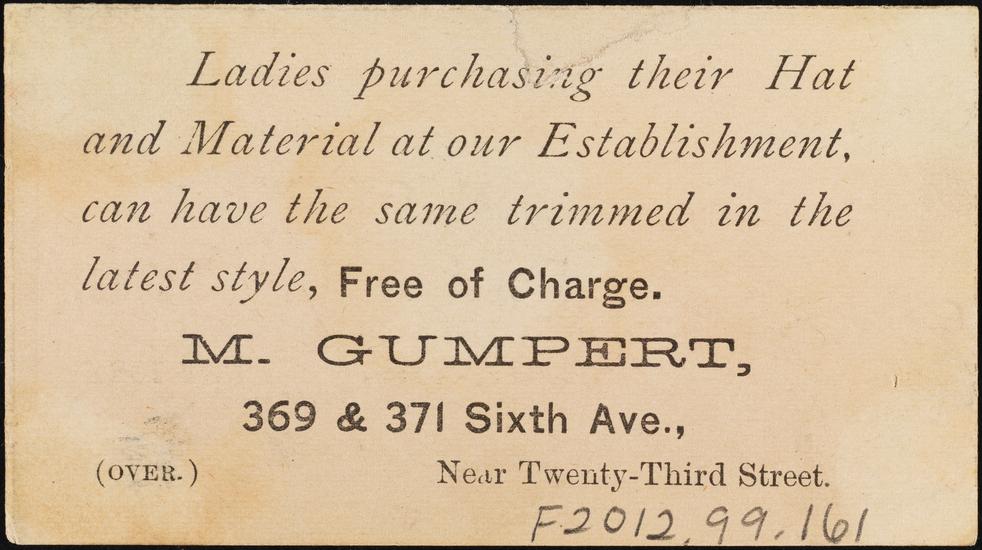 Ladies purchasing their Hat
and Material at our Establishment,
can have the same trimmed in the
latest style, Free of Charge.
M. GUMPERT,
369 & 371 Sixth Ave.,
(OVER.) Near Twenty-Third Street.
F2012.99.161